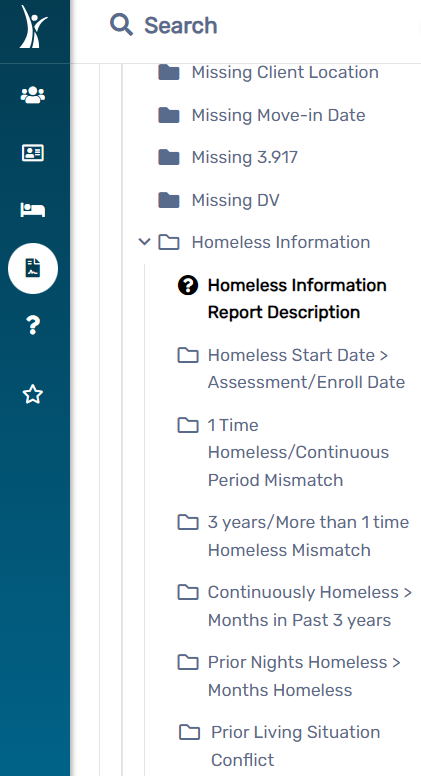 Search
Missing Client Location
Missing Move-in Date
Missing 3.917
Missing DV
Homeless Information
Homeless Information
Report Description
Homeless Start Date >
Assessment/Enroll Date
1 Time
Homeless/Continuous
Period Mismatch
3 years/More than 1 time
Homeless Mismatch
Continuously Homeless >
Months in Past 3 years
Prior Nights Homeless >
Months Homeless
Prior Living Situation
Conflict